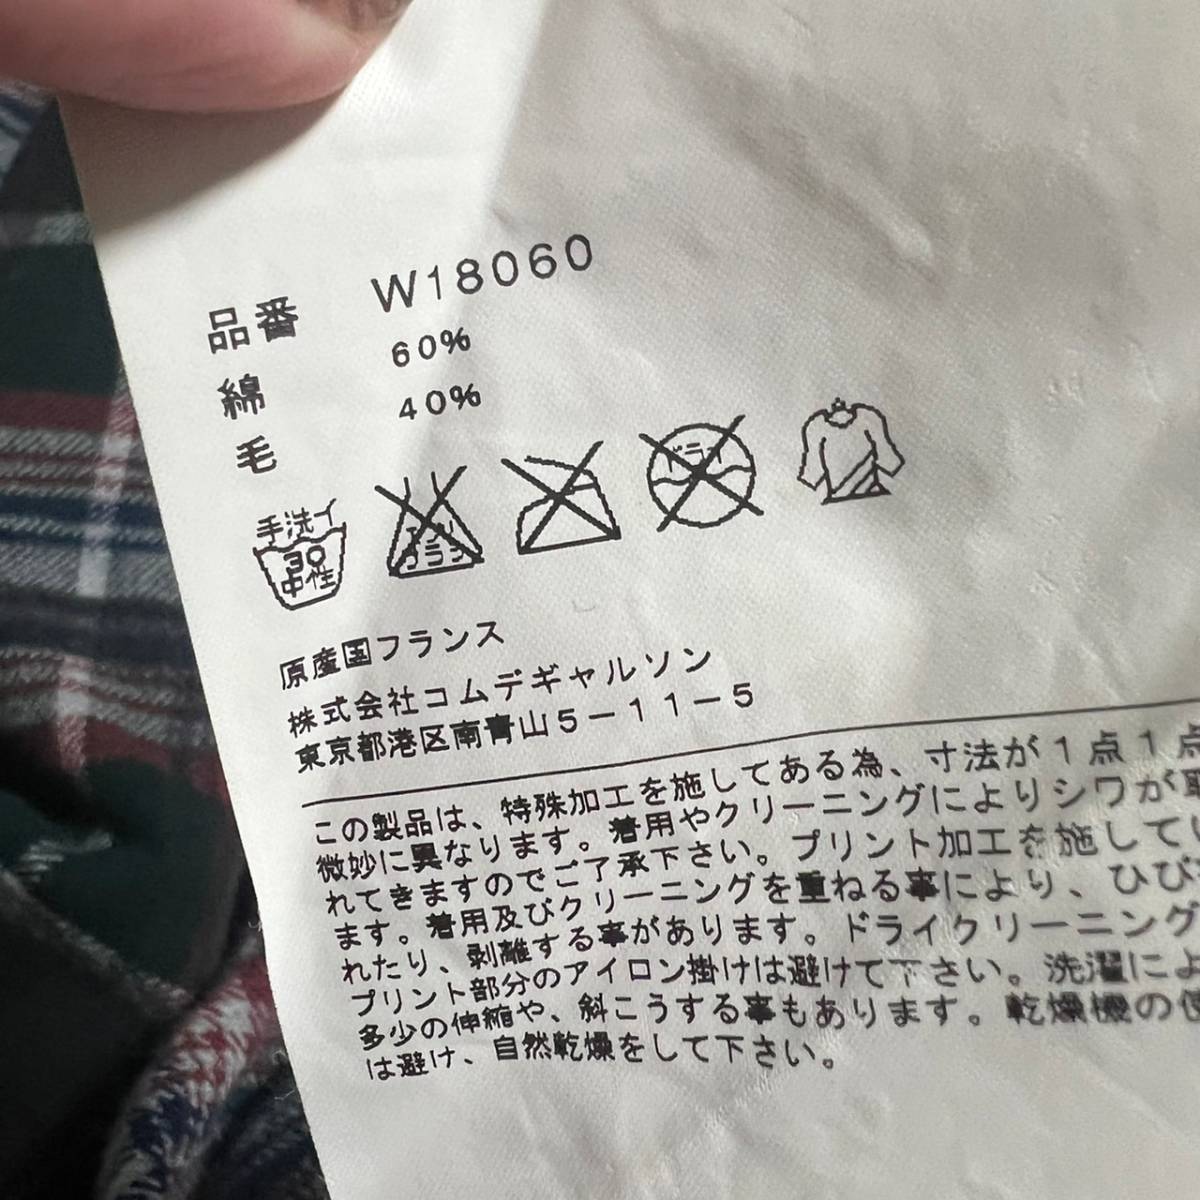 品番 W18060
綿 60%
毛 40%
手洗イ
30
中性
エンソ
サラシ
ドライ
原産国フランス
株式会社コムデギャルソン
東京都港区南青山5-11-5
この製品は、特殊加工を施してある為、寸法が1点1点
微妙に異なります。着用やクリーニングによりシワが取
れてきますのでご了承下さい。プリント加工を施してい
ます。着用及びクリーニングを重ねる事により、ひび
れたり、剥離する事があります。ドライクリーニング
プリント部分のアイロン掛けは避けて下さい。洗濯によ
多少の伸縮や、斜こうする事もあります。乾燥機の使
は避け、自然乾燥をして下さい。